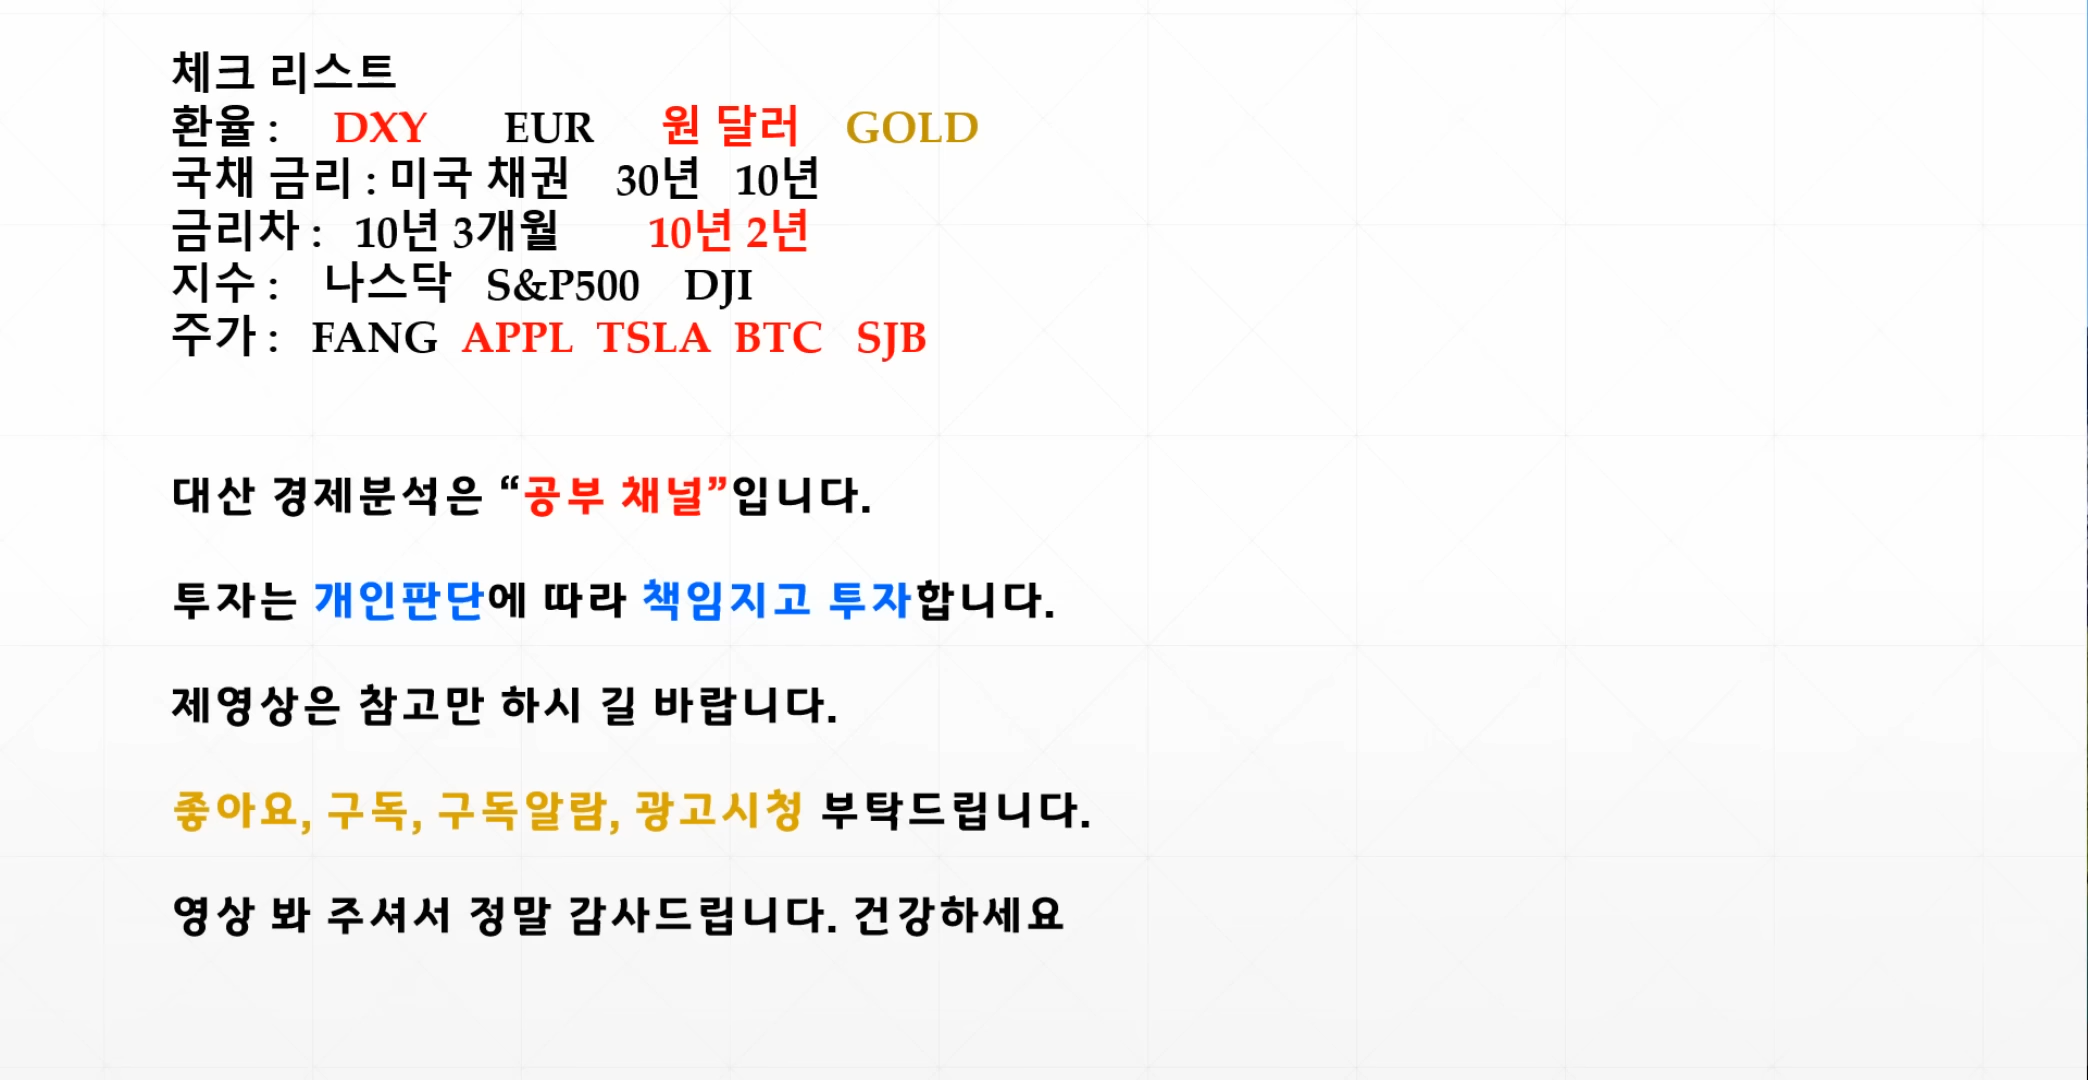 체크 리스트
환율 : DXY EUR 원 달러 GOLD
국채 금리 : 미국 채권 30년 10년
금리차 : 10년 3개월 10년 2년
지수 : 나스닥 S&P500 DJI
주가 : FANG APPL TSLA BTC SJB
대산 경제분석은 “공부 채널”입니다.
투자는 개인판단에 따라 책임지고 투자합니다.
제영상은 참고만 하시 길 바랍니다.
좋아요, 구독, 구독알람, 광고시청 부탁드립니다.
영상 봐 주셔서 정말 감사드립니다. 건강하세요